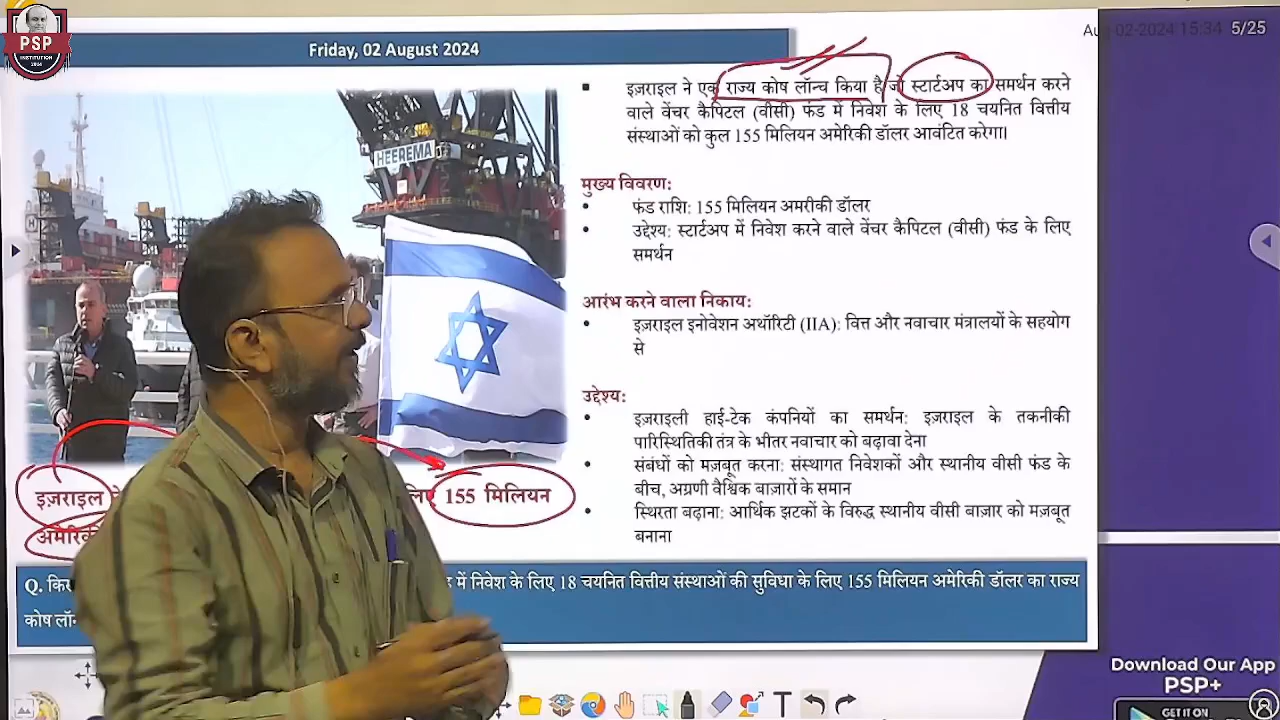 PSP
INSTITUTION
Friday, 02 August 2024
Aug-02-2024 15:34 5/25
HEEREMA
इज़राइल ने एक राज्य कोष लॉन्च किया है जो स्टार्टअप का समर्थन करने
वाले वेंचर कैपिटल (वीसी) फंड में निवेश के लिए 18 चयनित वित्तीय
संस्थाओं को कुल 155 मिलियन अमेरिकी डॉलर आवंटित करेगा।
मुख्य विवरण:
फंड राशि: 155 मिलियन अमरीकी डॉलर
उद्देश्य: स्टार्टअप में निवेश करने वाले वेंचर कैपिटल (वीसी) फंड के लिए
समर्थन
आरंभ करने वाला निकाय:
इज़राइल इनोवेशन अथॉरिटी (IIA): वित्त और नवाचार मंत्रालयों के सहयोग
से
उद्देश्य:
इज़राइली हाई-टेक कंपनियों का समर्थन: इज़राइल के तकनीकी
पारिस्थितिकी तंत्र के भीतर नवाचार को बढ़ावा देना
संबंधों को मज़बूत करना: संस्थागत निवेशकों और स्थानीय वीसी फंड के
बीच, अग्रणी वैश्विक बाज़ारों के समान
स्थिरता बढ़ाना: आर्थिक झटकों के विरुद्ध स्थानीय वीसी बाज़ार को मज़बूत
बनाना
इज़राइल 155 मिलियन
Q. में निवेश के लिए 18 चयनित वित्तीय संस्थाओं की सुविधा के लिए 155 मिलियन अमेरिकी डॉलर का राज्य
कोष
Download Our App
PSP+
GET IT ON